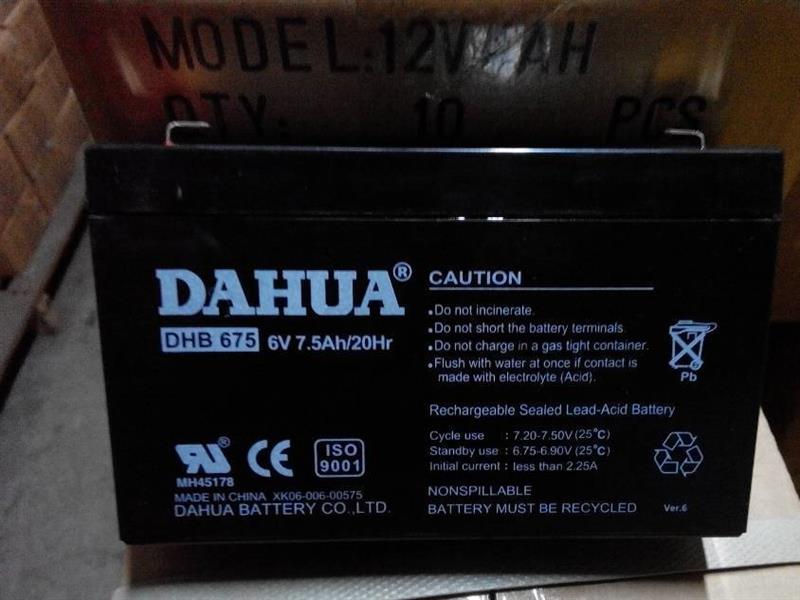 MODEL:12V AH
QTY: 10 PCS
DAHUA®
DHB 675 6V 7.5Ah/20Hr
CAUTION
•Do not incinerate.
•Do not short the battery terminals.
•Do not charge in a gas tight container.
•Flush with water at once if contact is
made with electrolyte (Acid).
Pb
Rechargeable Sealed Lead-Acid Battery
Cycle use : 7.20-7.50V (25℃)
Standby use : 6.75-6.90V (25℃)
Initial current : less than 2.25A
NONSPILLABLE
BATTERY MUST BE RECYCLED
Ver.6
RU®
MH45178
CE
ISO
9001
MADE IN CHINA XK06-006-00575
DAHUA BATTERY CO.,LTD.